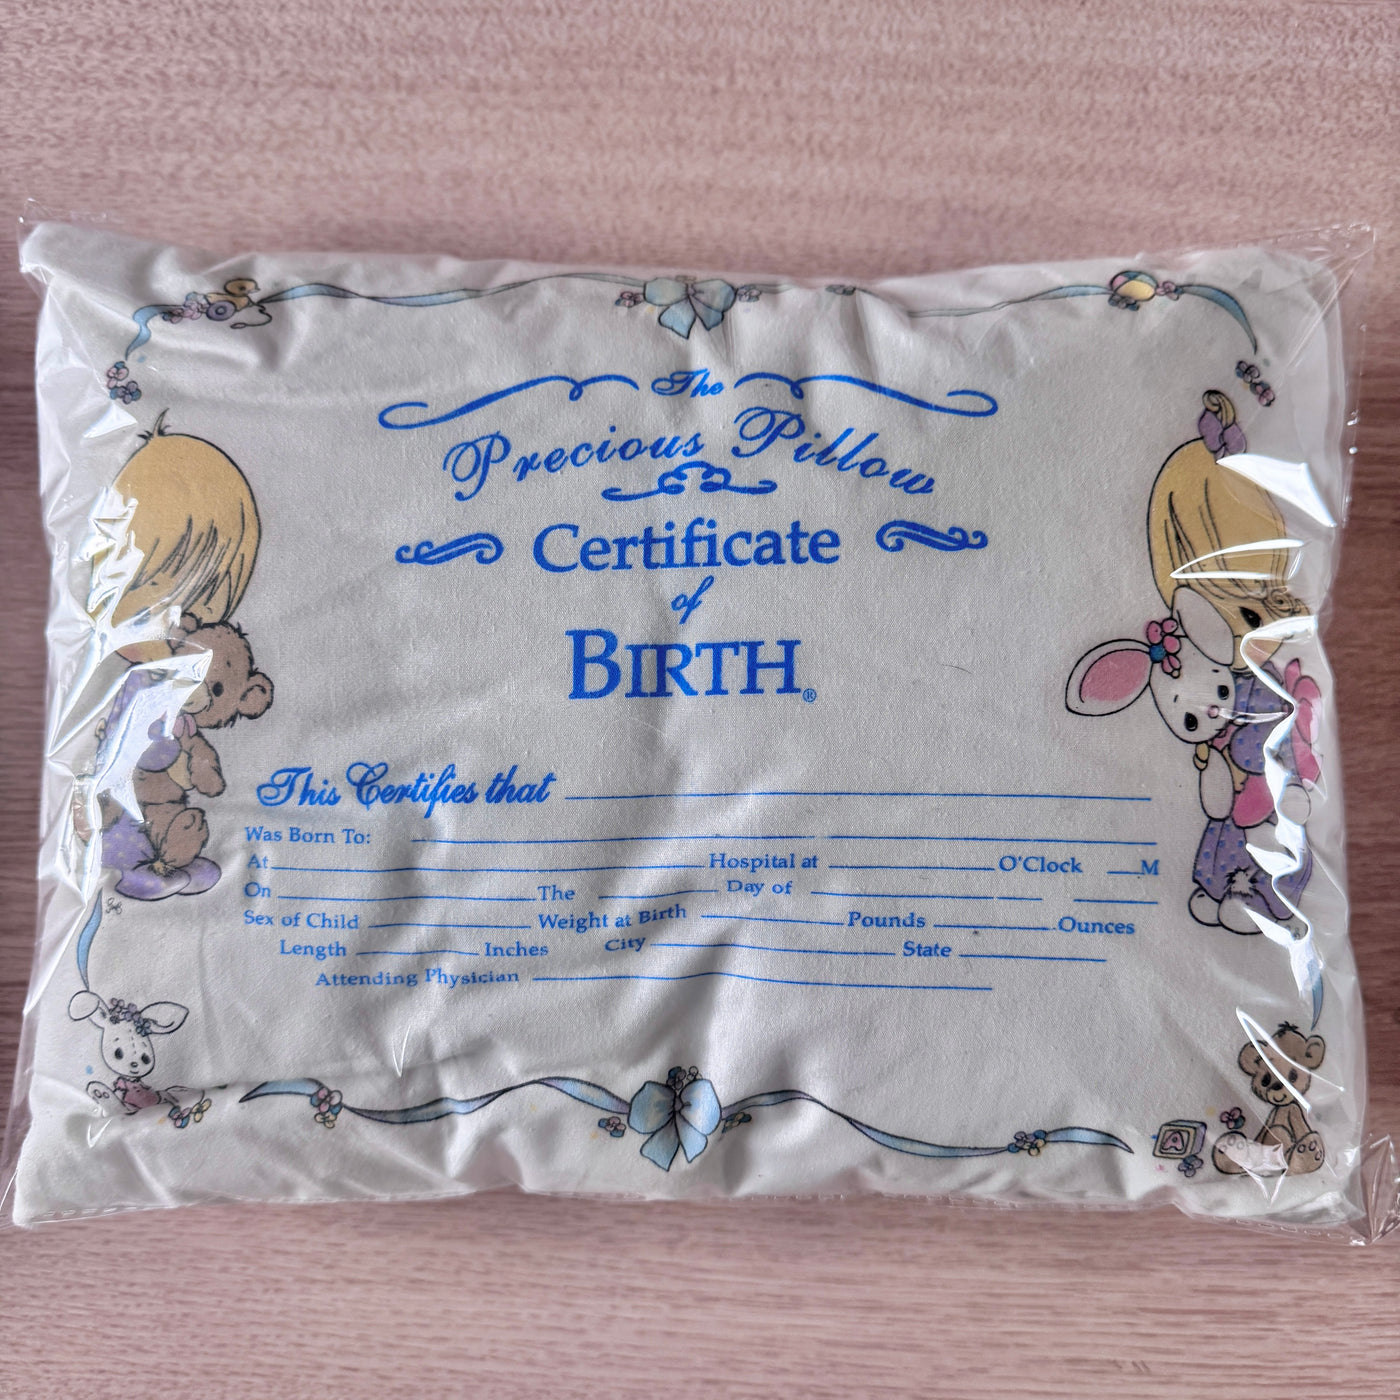 The
Precious Pillow
Certificate
of
BIRTH®
This Certifies that
Was Born To:
At Hospital at O'Clock M
On The Day of
Sex of Child Weight at Birth Pounds Ounces
Length Inches City State
Attending Physician